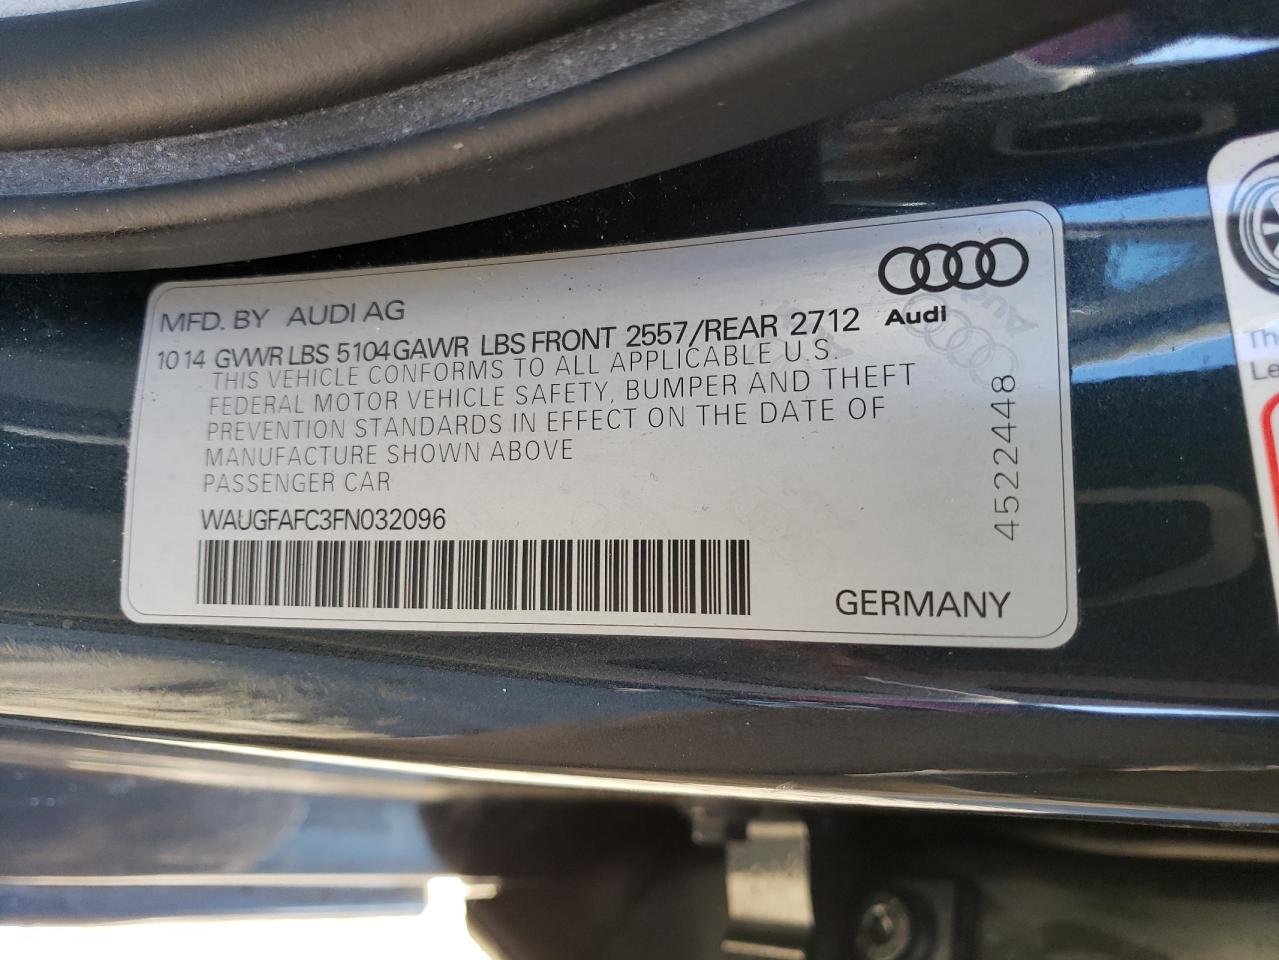 MFD. BY AUDI AG
10 14 GVWR LBS 5104 GAWR LBS FRONT 2557/REAR 2712
Audi
THIS VEHICLE CONFORMS TO ALL APPLICABLE U.S.
FEDERAL MOTOR VEHICLE SAFETY, BUMPER AND THEFT
PREVENTION STANDARDS IN EFFECT ON THE DATE OF
MANUFACTURE SHOWN ABOVE
PASSENGER CAR
WAUGFAFC3FN032096
GERMANY
45224448